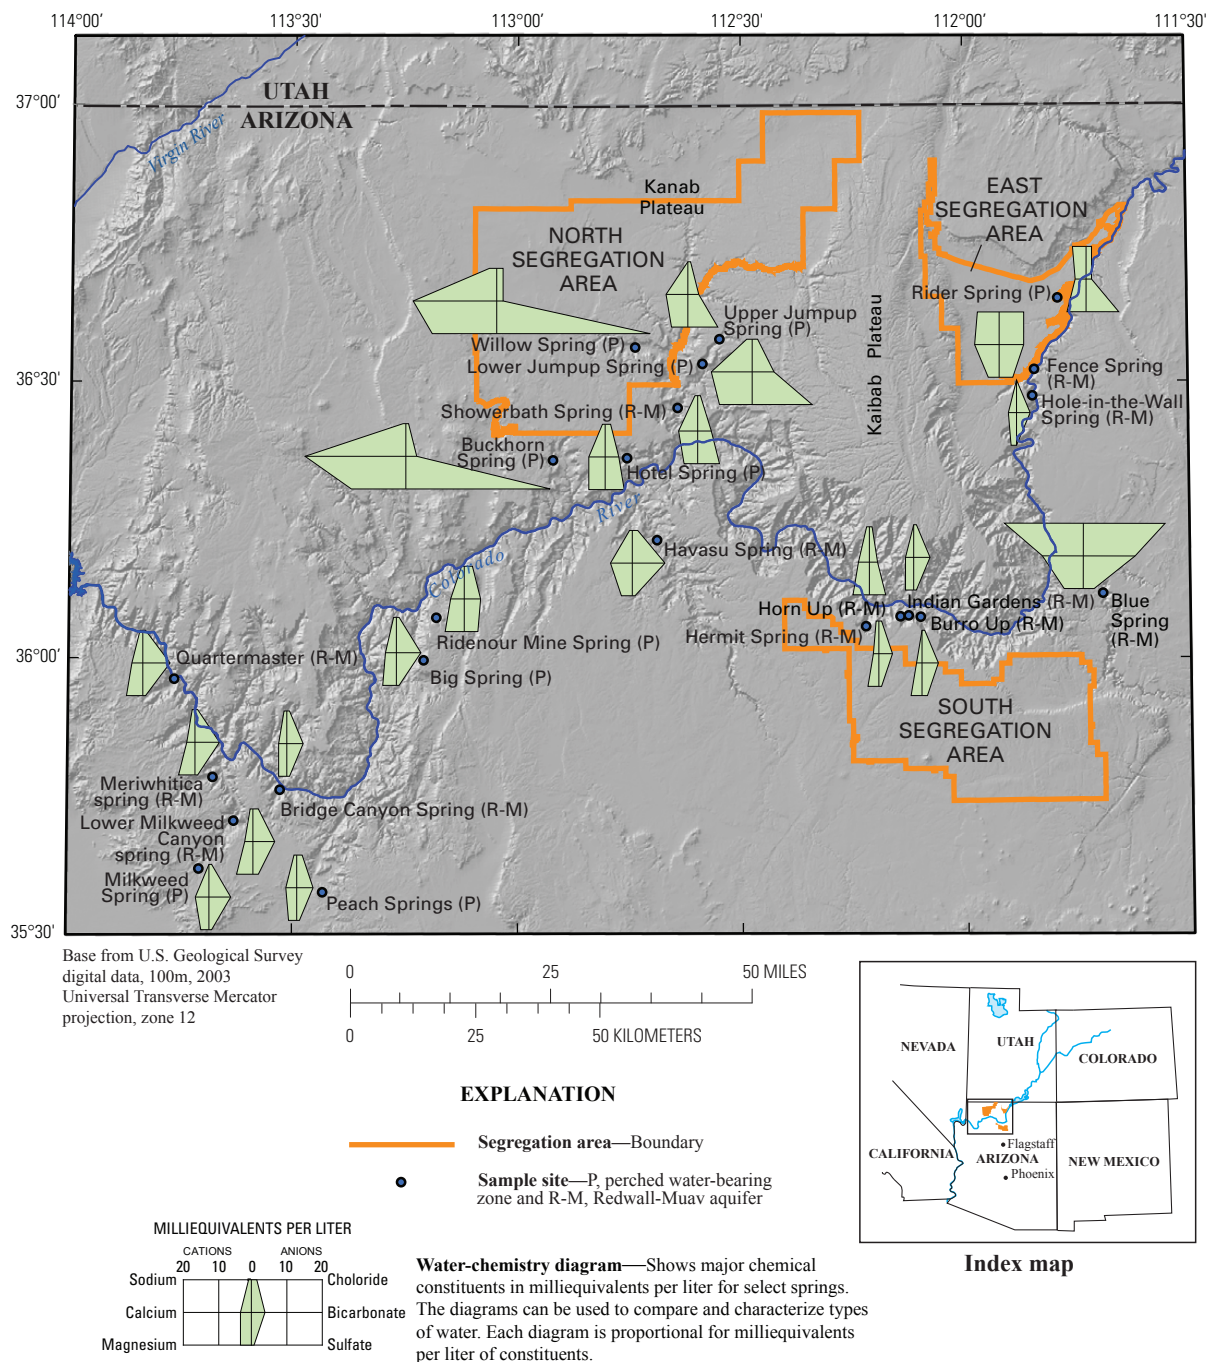 114°00'
113°30'
113°00'
112°30'
112°00'
111°30'
37°00'
UTAH
ARIZONA
Virgin River
Kanab
Plateau
EAST
SEGREGATION
AREA
NORTH
SEGREGATION
AREA
Rider Spring (P)
Upper Jumpup
Spring (P)
Willow Spring (P)
Lower Jumpup Spring (P)
Kaibab Plateau
Fence Spring
(R-M)
36°30'
Hole-in-the-Wall
Spring (R-M)
Showerbath Spring (R-M)
Buckhorn
Spring (P)
Hotel Spring (P)
Colorado River
Havasu Spring (R-M)
Horn Up (R-M)
Indian Gardens (R-M)
Blue
Spring
(R-M)
Burro Up (R-M)
Hermit Spring (R-M)
Ridenour Mine Spring (P)
36°00'
Quartermaster (R-M)
Big Spring (P)
SOUTH
SEGREGATION
AREA
Meriwhitica
spring (R-M)
Bridge Canyon Spring (R-M)
Lower Milkweed
Canyon
spring (R-M)
Milkweed
Spring (P)
Peach Springs (P)
35°30'
Base from U.S. Geological Survey
digital data, 100m, 2003
Universal Transverse Mercator
projection, zone 12
0 25 50 MILES
0 25 50 KILOMETERS
NEVADA
UTAH
COLORADO
CALIFORNIA
ARIZONA
NEW MEXICO
Flagstaff
Phoenix
Index map
EXPLANATION
Segregation area—Boundary
Sample site—P, perched water-bearing
zone and R-M, Redwall-Muav aquifer
MILLIEQUIVALENTS PER LITER
CATIONS ANIONS
20 10 0 10 20
Sodium Choloride
Calcium Bicarbonate
Magnesium Sulfate
Water-chemistry diagram—Shows major chemical
constituents in milliequivalents per liter for select springs.
The diagrams can be used to compare and characterize types
of water. Each diagram is proportional for milliequivalents
per liter of constituents.